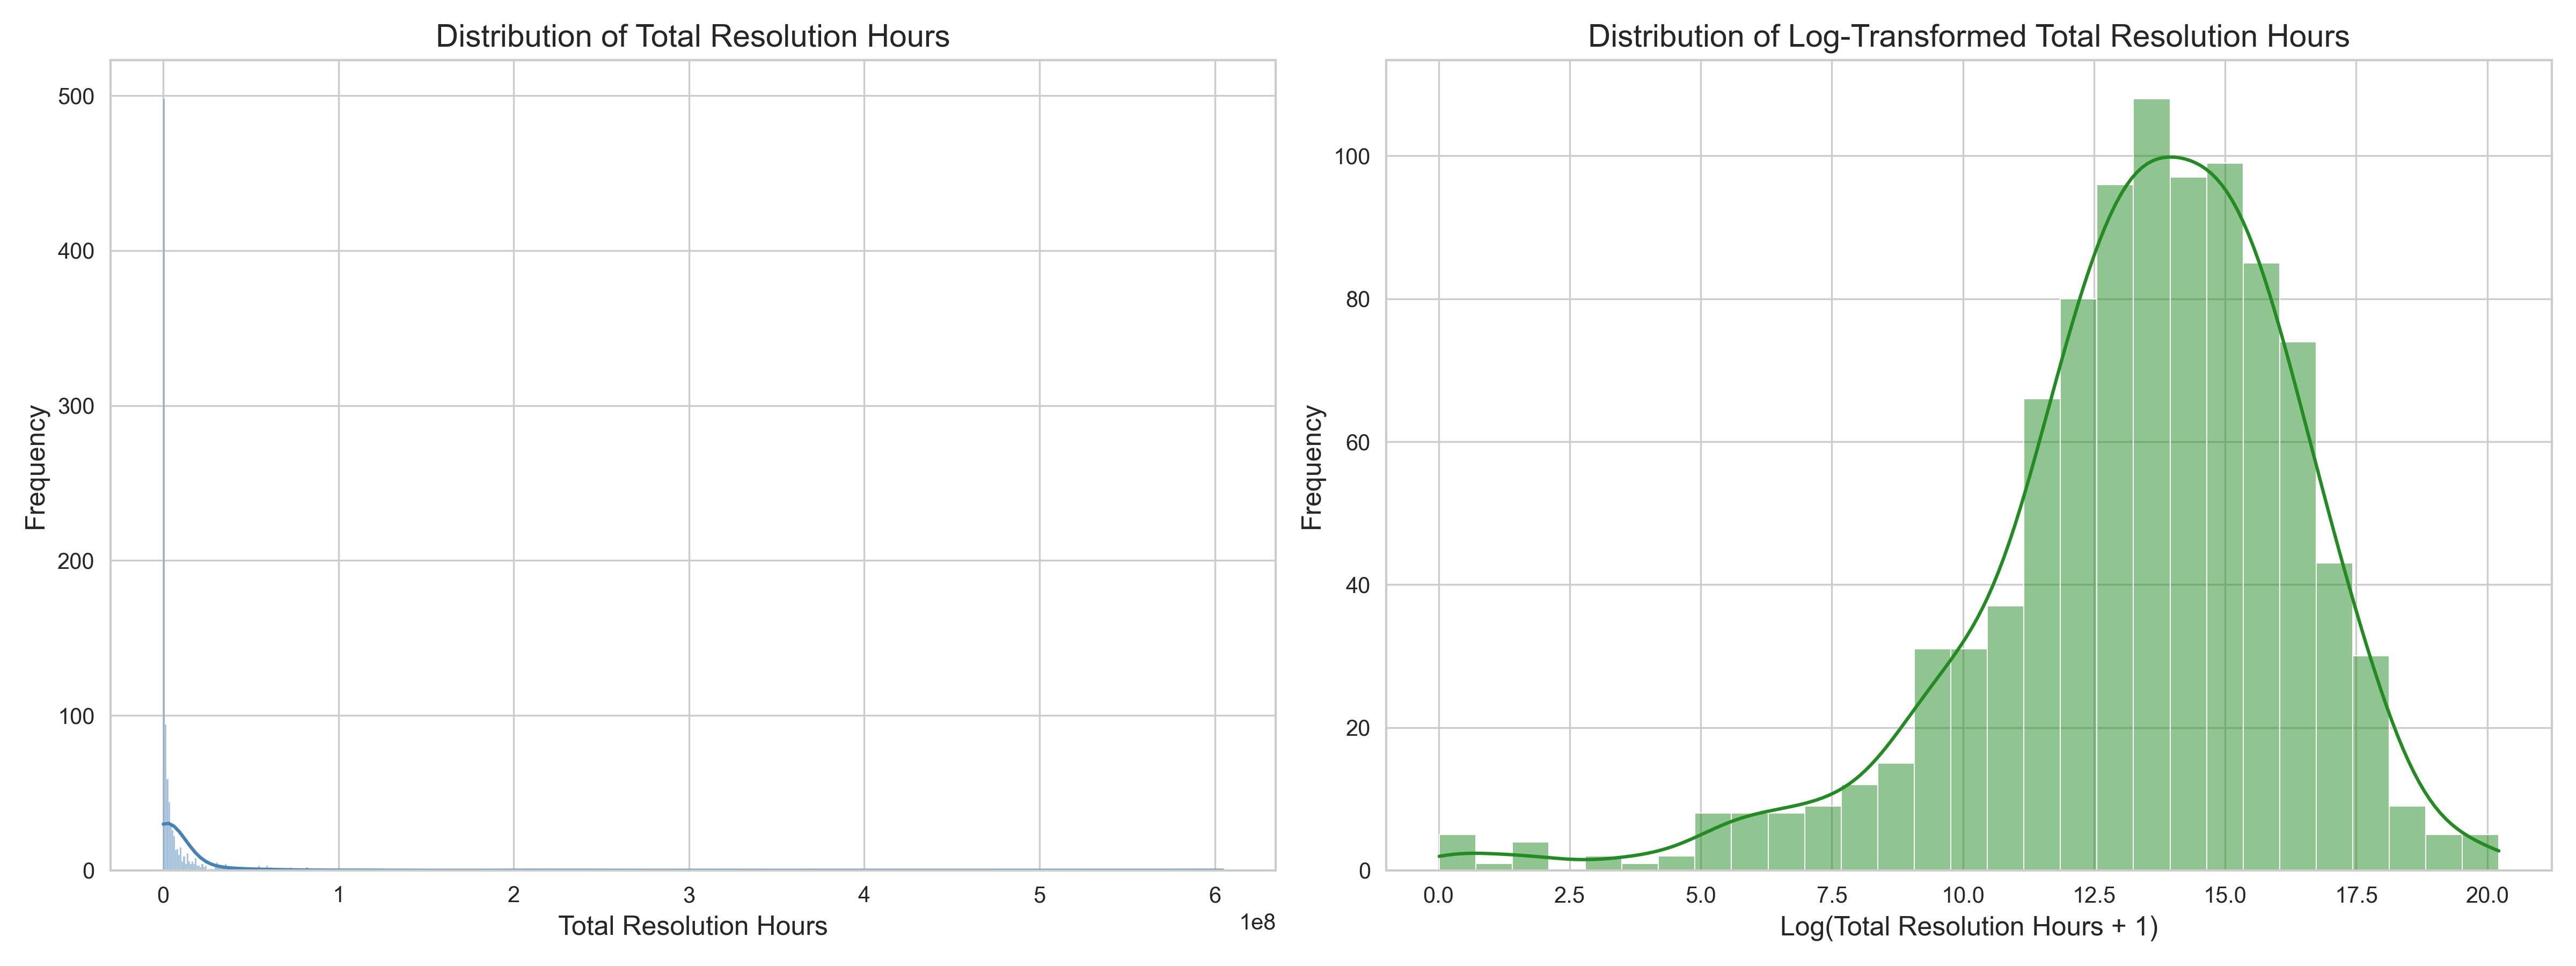 Distribution of Total Resolution Hours
500
400
300
200
100
0
Frequency
0 1 2 3 4 5 6
1e8
Total Resolution Hours
Distribution of Log-Transformed Total Resolution Hours
100
80
60
40
20
0
Frequency
0.0 2.5 5.0 7.5 10.0 12.5 15.0 17.5 20.0
Log(Total Resolution Hours + 1)